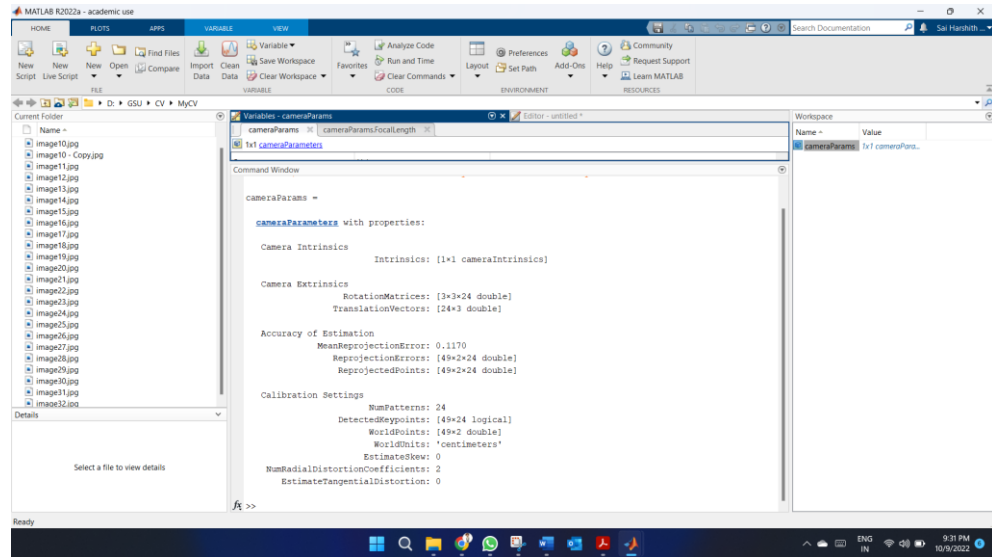 MATLAB R2022a - academic use
HOME PLOTS APPS VARIABLE VIEW
Search Documentation
Sai Harshith ...
New Script
New Live Script
New
Open
Find Files
Compare
Import Data
Clean Data
Variable
Save Workspace
Clear Workspace
Favorites
Analyze Code
Run and Time
Clear Commands
Layout
Preferences
Set Path
Add-Ons
Help
Community
Request Support
Learn MATLAB
FILE VARIABLE CODE ENVIRONMENT RESOURCES
D: GSU CV MyCV
Current Folder
Name
image10.jpg
image10 - Copy.jpg
image11.jpg
image12.jpg
image13.jpg
image14.jpg
image15.jpg
image16.jpg
image17.jpg
image18.jpg
image19.jpg
image20.jpg
image21.jpg
image22.jpg
image23.jpg
image24.jpg
image25.jpg
image26.jpg
image27.jpg
image28.jpg
image29.jpg
image30.jpg
image31.jpg
image32.jpg
Details
Select a file to view details
Variables - cameraParams
Editor - untitled *
cameraParams cameraParams.FocalLength
1x1 cameraParameters
Command Window
cameraParams =
cameraParameters with properties:
Camera Intrinsics
Intrinsics: [1×1 cameraIntrinsics]
Camera Extrinsics
RotationMatrices: [3×3×24 double]
TranslationVectors: [24×3 double]
Accuracy of Estimation
MeanReprojectionError: 0.1170
ReprojectionErrors: [49×2×24 double]
ReprojectedPoints: [49×2×24 double]
Calibration Settings
NumPatterns: 24
DetectedKeypoints: [49×24 logical]
WorldPoints: [49×2 double]
WorldUnits: 'centimeters'
EstimateSkew: 0
NumRadialDistortionCoefficients: 2
EstimateTangentialDistortion: 0
fx >>
Workspace
Name Value
cameraParams 1x1 cameraPara...
Ready
ENG
IN
9:31 PM
10/9/2022